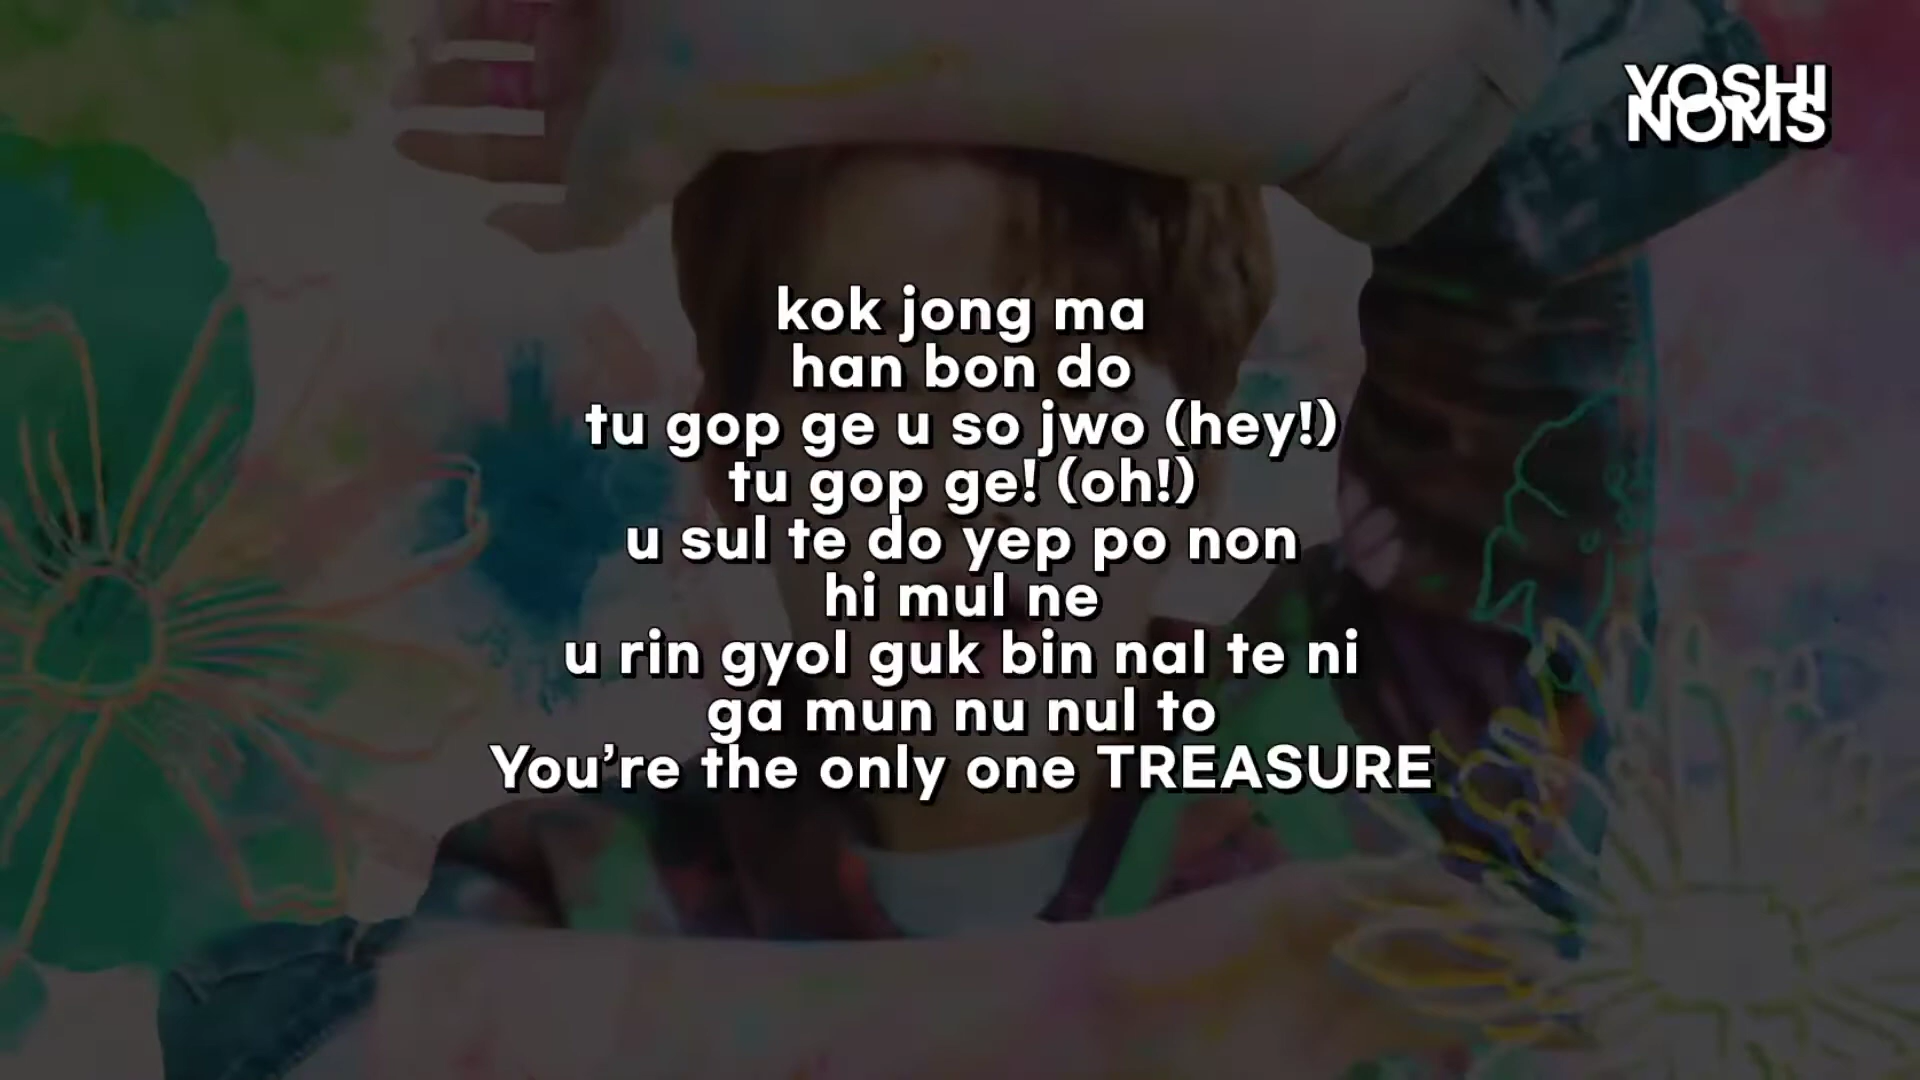 YOSHI
NOMS
kok jong ma
han bon do
tu gop ge u so jwo (hey!)
tu gop ge! (oh!)
u sul te do yep po non
hi mul ne
u rin gyol guk bin nal te ni
ga mun nu nul to
You’re the only one TREASURE